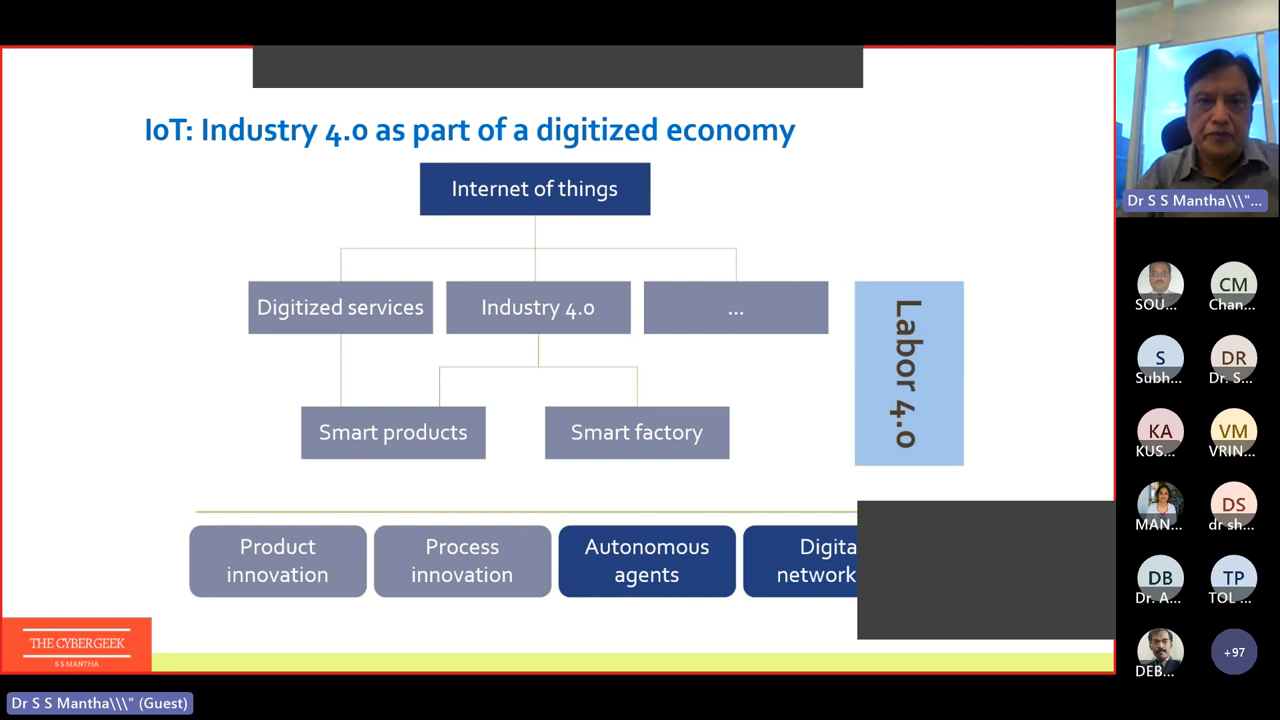 IoT: Industry 4.0 as part of a digitized economy
Internet of things
Digitized services
Industry 4.0
...
Labor 4.0
Smart products
Smart factory
Product
innovation
Process
innovation
Autonomous
agents
Digita
network
THE CYBERGEEK
S S MANTHA
Dr S S Mantha\\\" (Guest)
Dr S S Mantha\\\"...
SOU...
CM
Chan...
S
Subh...
DR
Dr. S...
KA
KUS...
VM
VRIN...
MAN...
DS
dr sh...
DB
Dr. A...
TP
TOL ...
DEB...
+97